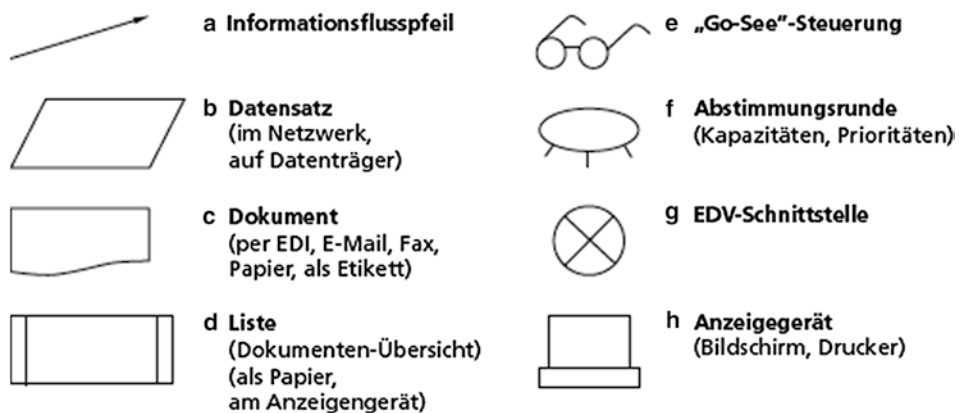 a Informationsflusspfeil
b Datensatz
(im Netzwerk,
auf Datenträger)
c Dokument
(per EDI, E-Mail, Fax,
Papier, als Etikett)
d Liste
(Dokumenten-Übersicht)
(als Papier,
am Anzeigengerät)
e „Go-See"-Steuerung
f Abstimmungsrunde
(Kapazitäten, Prioritäten)
g EDV-Schnittstelle
h Anzeigegerät
(Bildschirm, Drucker)